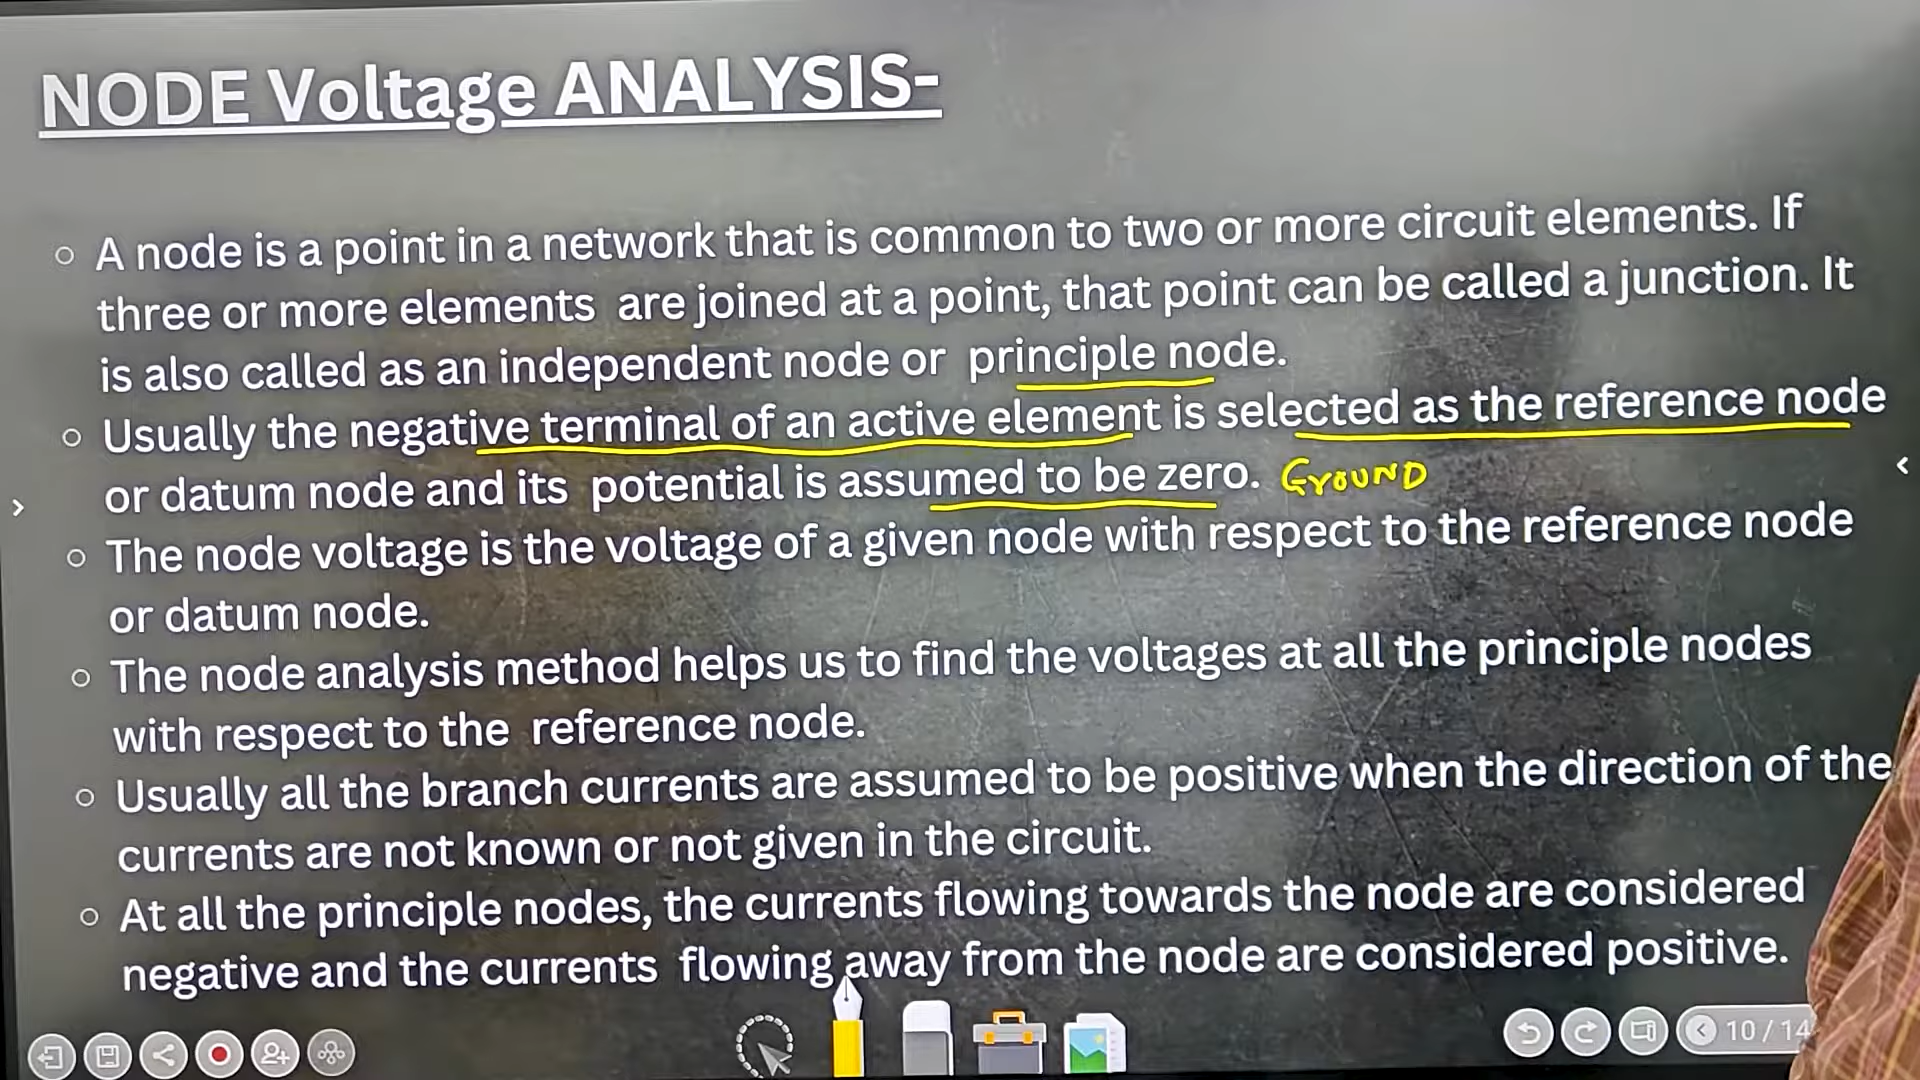 NODE Voltage ANALYSIS-
A node is a point in a network that is common to two or more circuit elements. If
three or more elements are joined at a point, that point can be called a junction. It
is also called as an independent node or principle node.
Usually the negative terminal of an active element is selected as the reference node
or datum node and its potential is assumed to be zero. GrOUND
The node voltage is the voltage of a given node with respect to the reference node
or datum node.
The node analysis method helps us to find the voltages at all the principle nodes
with respect to the reference node.
Usually all the branch currents are assumed to be positive when the direction of the
currents are not known or not given in the circuit.
At all the principle nodes, the currents flowing towards the node are considered
negative and the currents flowing away from the node are considered positive.
10 / 14